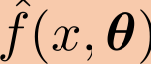 f̂(x, 𝜽)